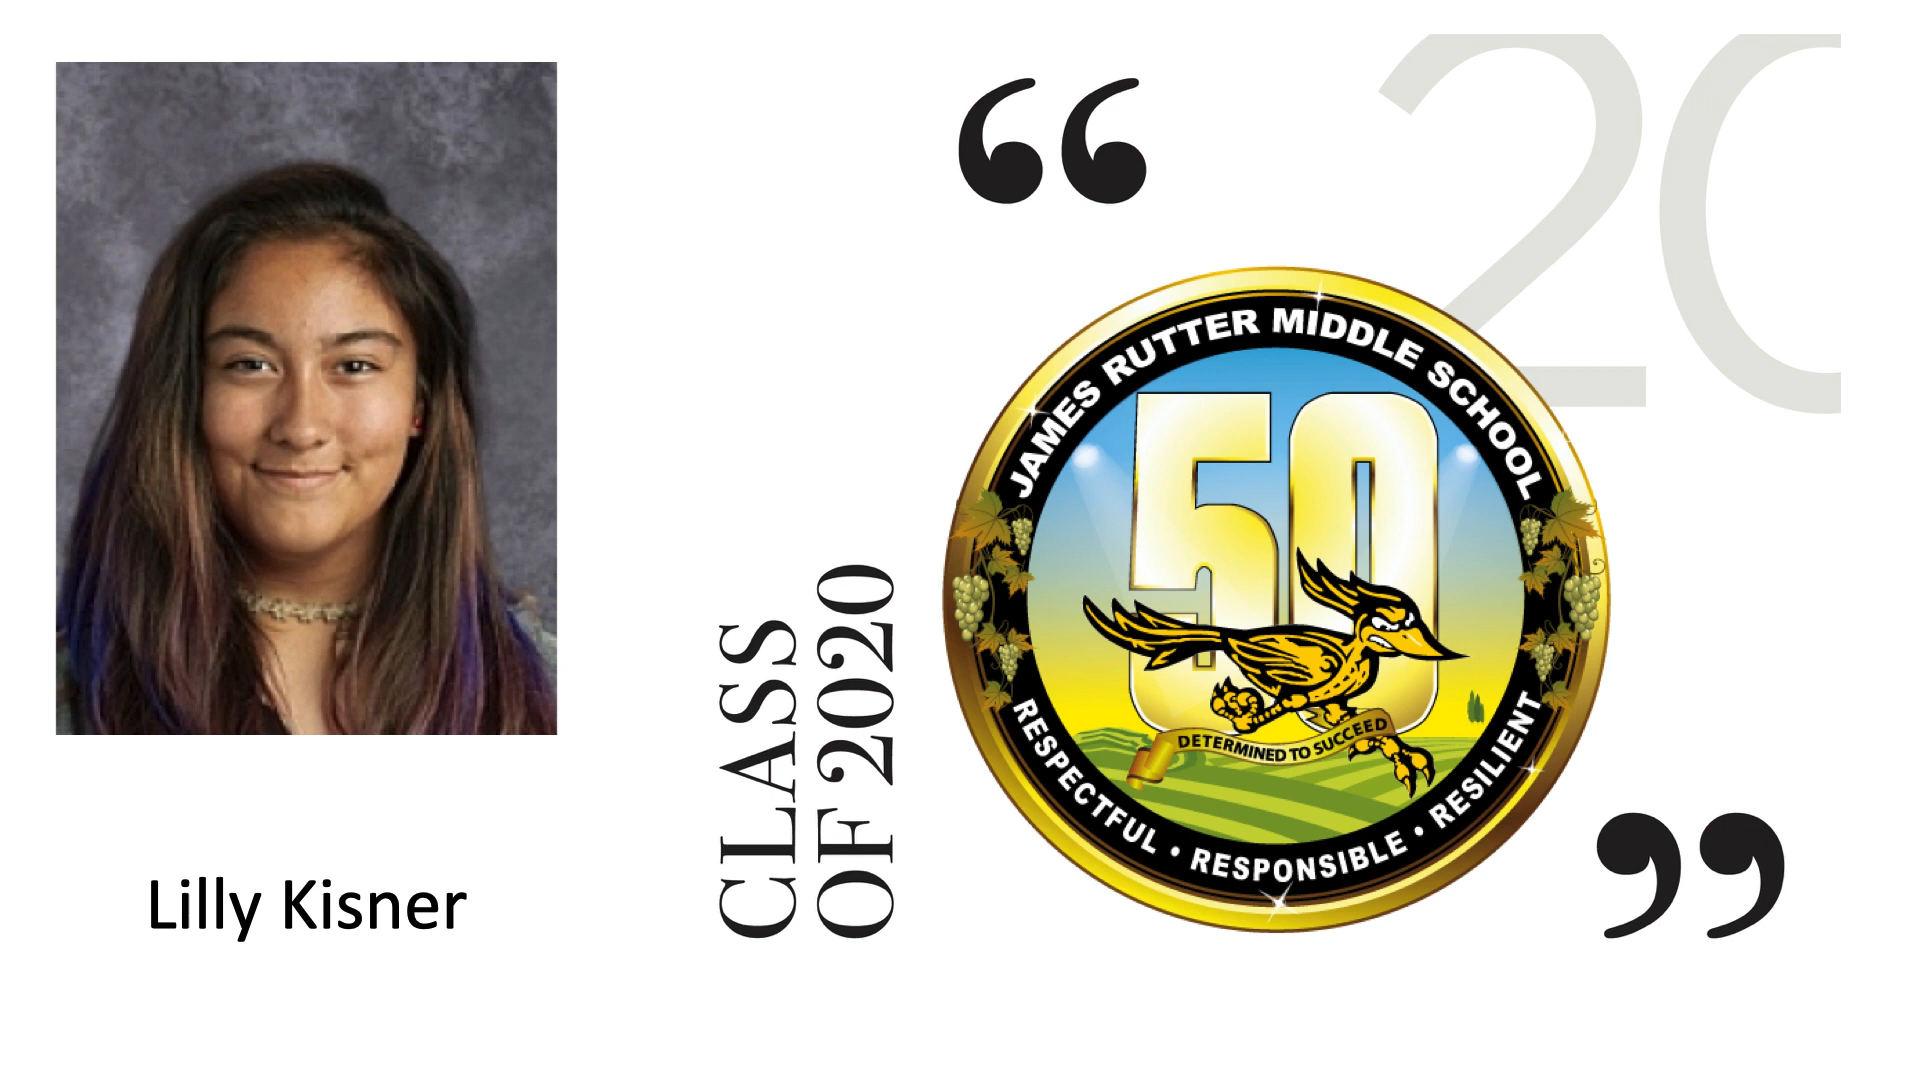 Lilly Kisner
CLASS
OF 2020
“
20
JAMES RUTTER MIDDLE SCHOOL
50
DETERMINED TO SUCCEED
RESPECTFUL • RESPONSIBLE • RESILIENT
”